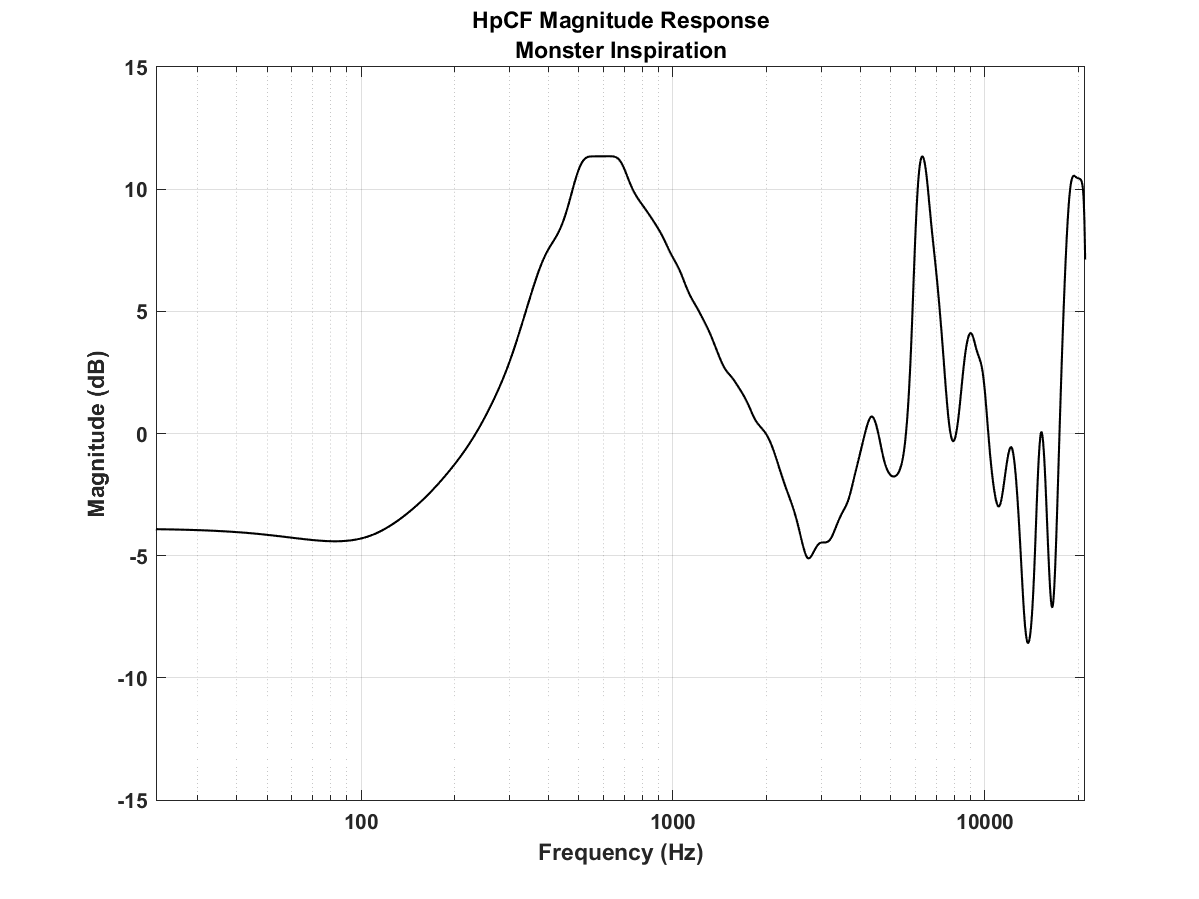 HpCF Magnitude Response
Monster Inspiration
15
10
5
0
-5
-10
-15
Magnitude (dB)
100
1000
10000
Frequency (Hz)